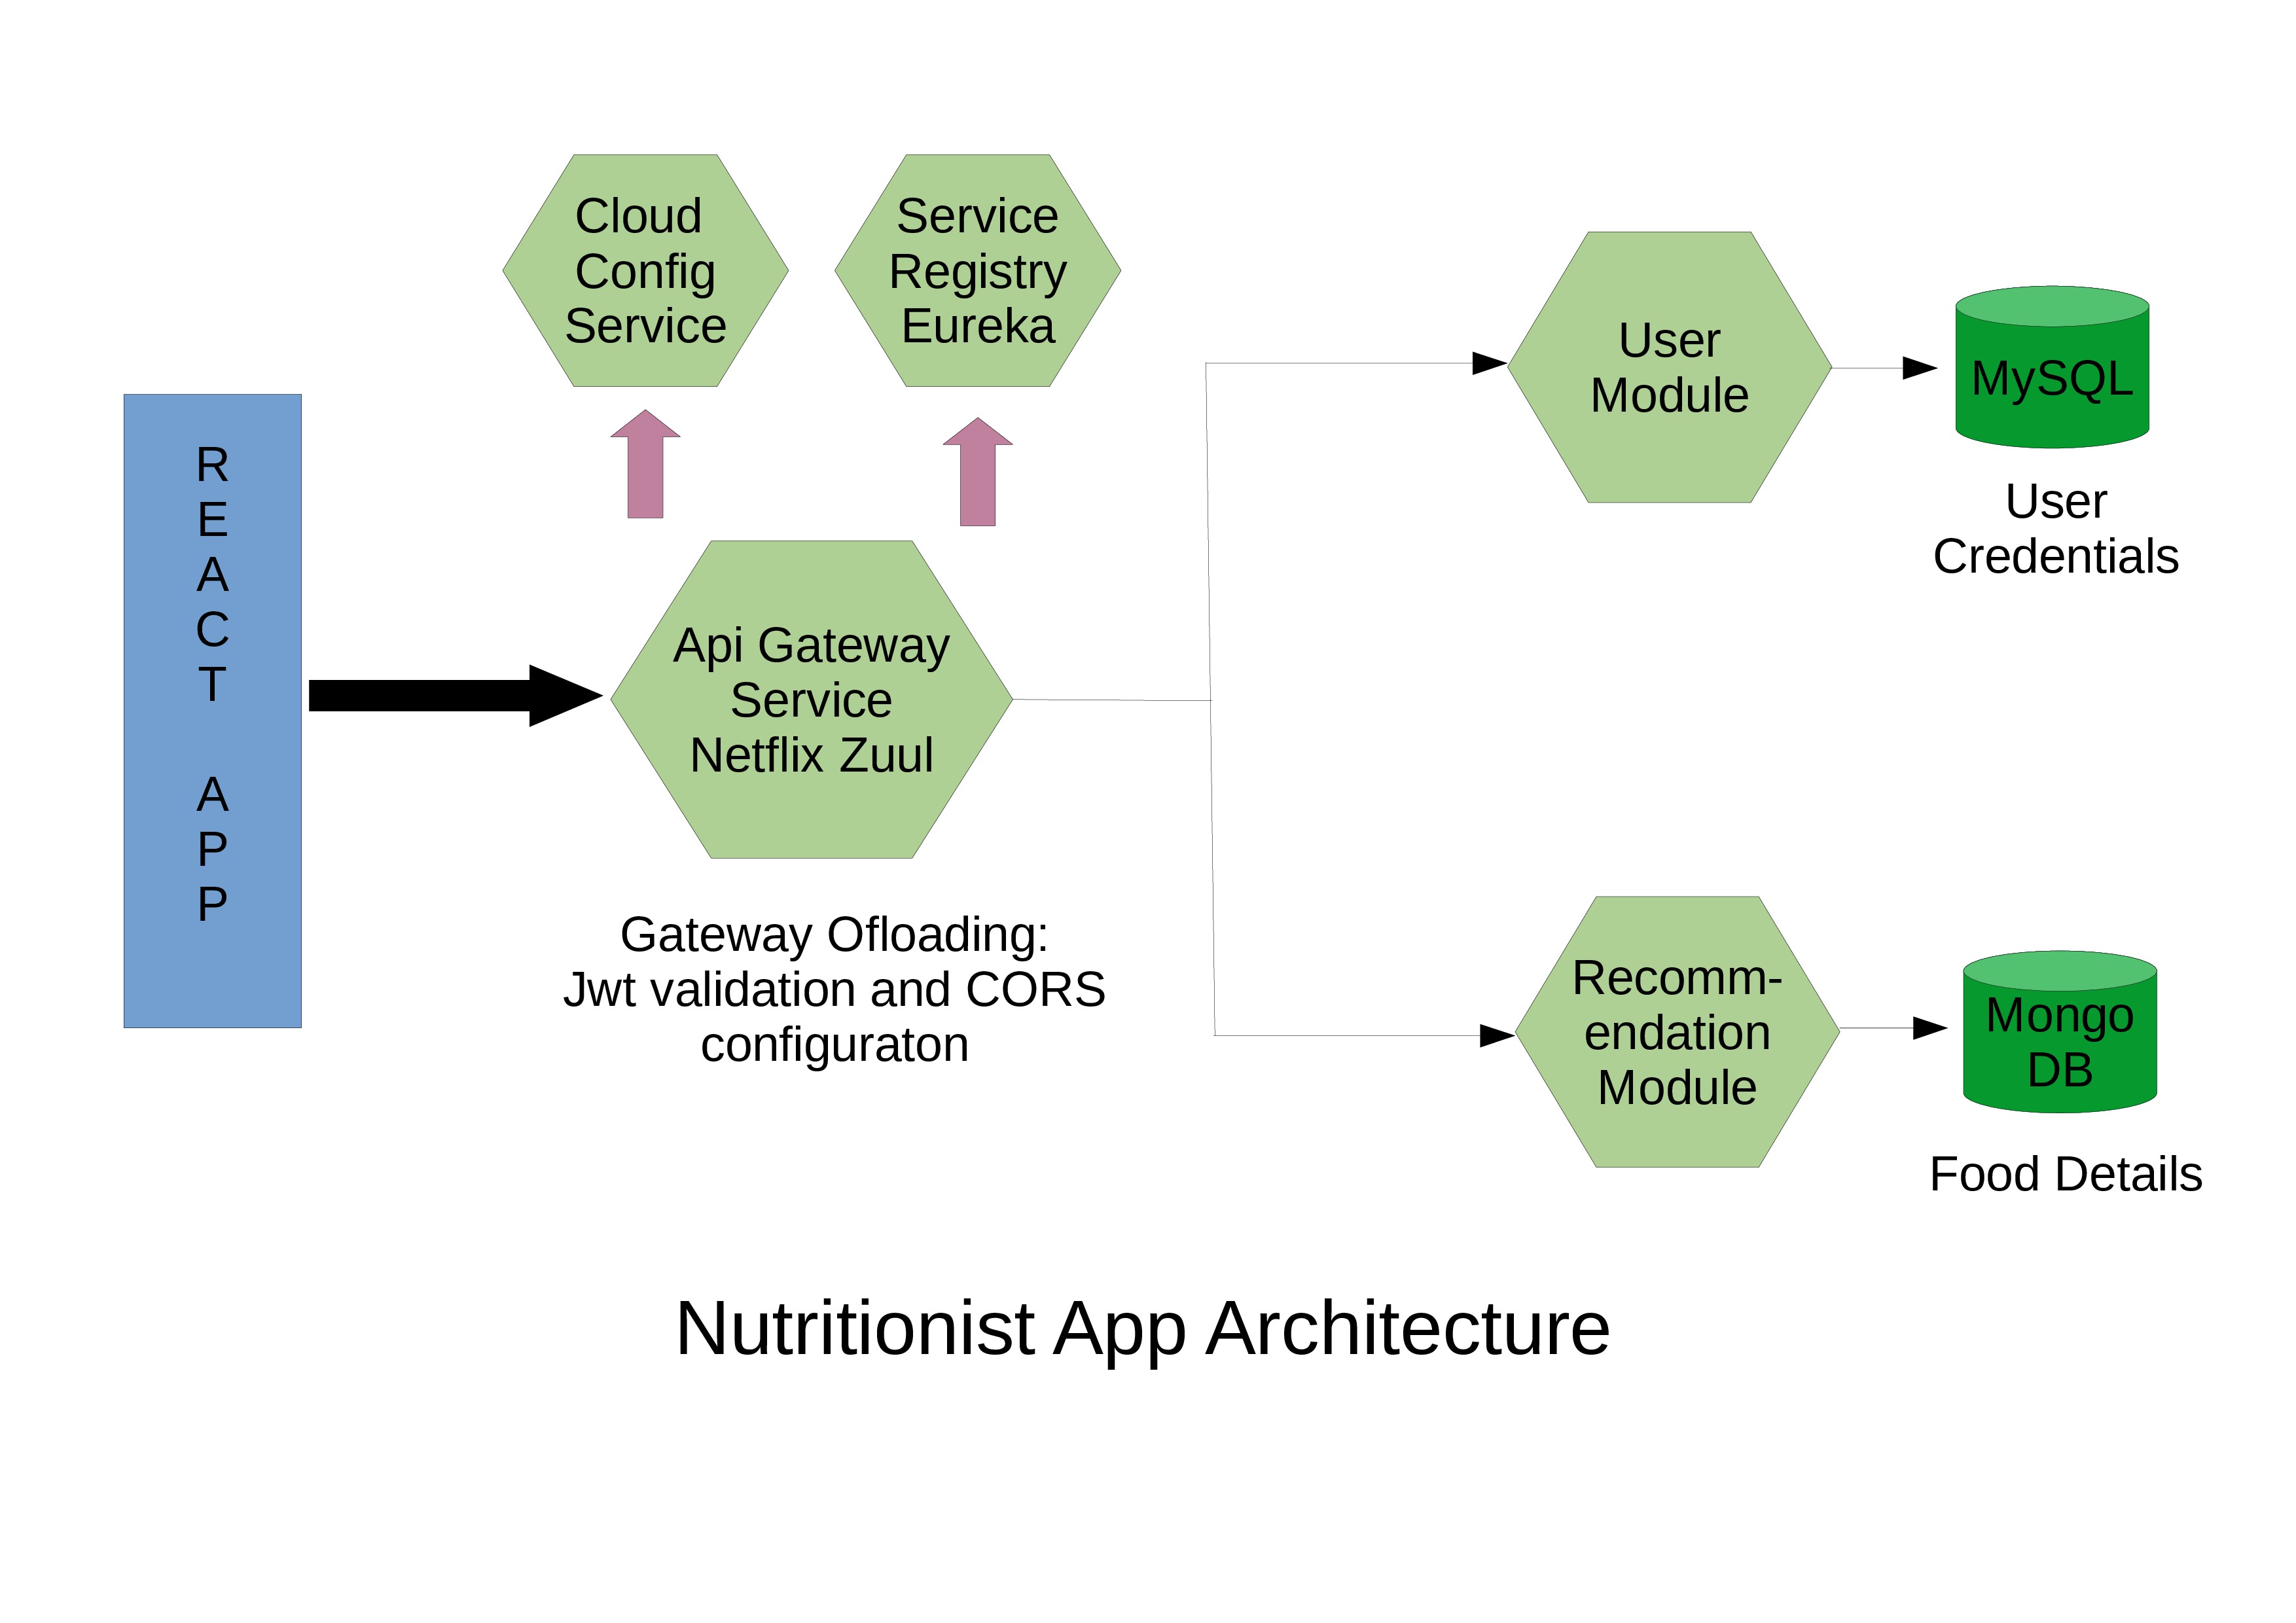 R
E
A
C
T
A
P
P
Cloud
Config
Service
Service
Registry
Eureka
Api Gateway
Service
Netflix Zuul
Gateway Ofloading:
Jwt validation and CORS
configuraton
User
Module
MySQL
User
Credentials
Recomm-
endation
Module
Mongo
DB
Food Details
Nutritionist App Architecture